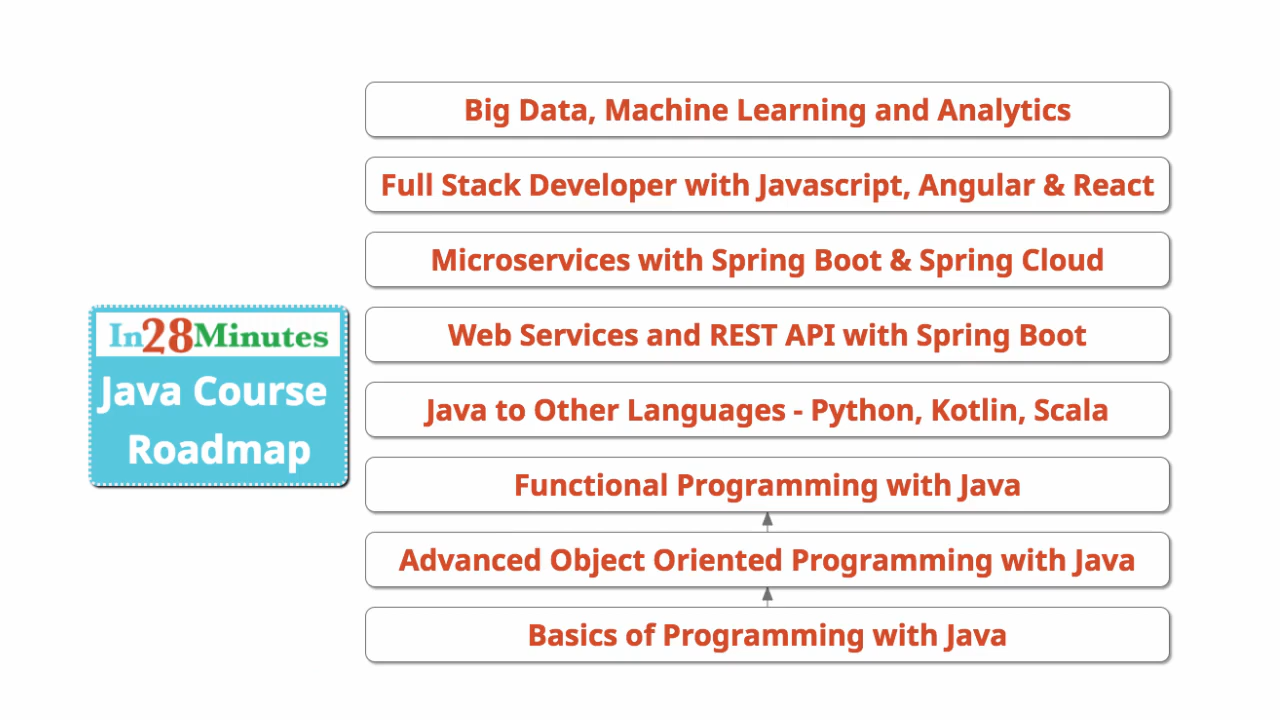 Big Data, Machine Learning and Analytics
Full Stack Developer with Javascript, Angular & React
Microservices with Spring Boot & Spring Cloud
Web Services and REST API with Spring Boot
In28Minutes
Java Course
Roadmap
Java to Other Languages - Python, Kotlin, Scala
Functional Programming with Java
Advanced Object Oriented Programming with Java
Basics of Programming with Java